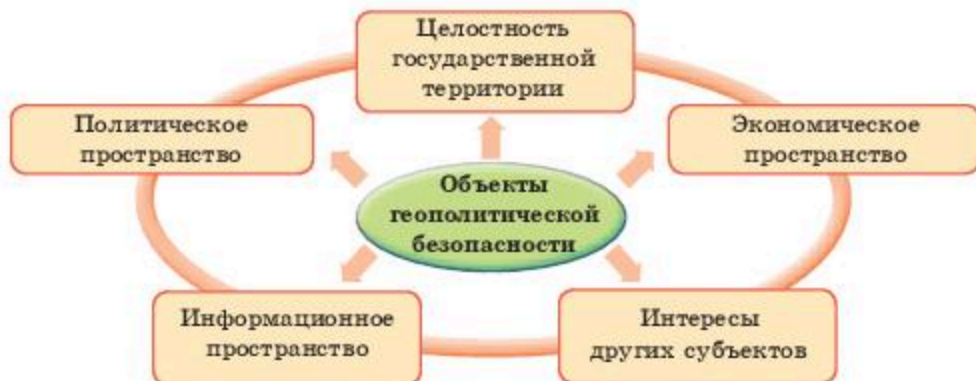 Целостность
государственной
территории
Политическое
пространство
Экономическое
пространство
Объекты
геополитической
безопасности
Информационное
пространство
Интересы
других субъектов